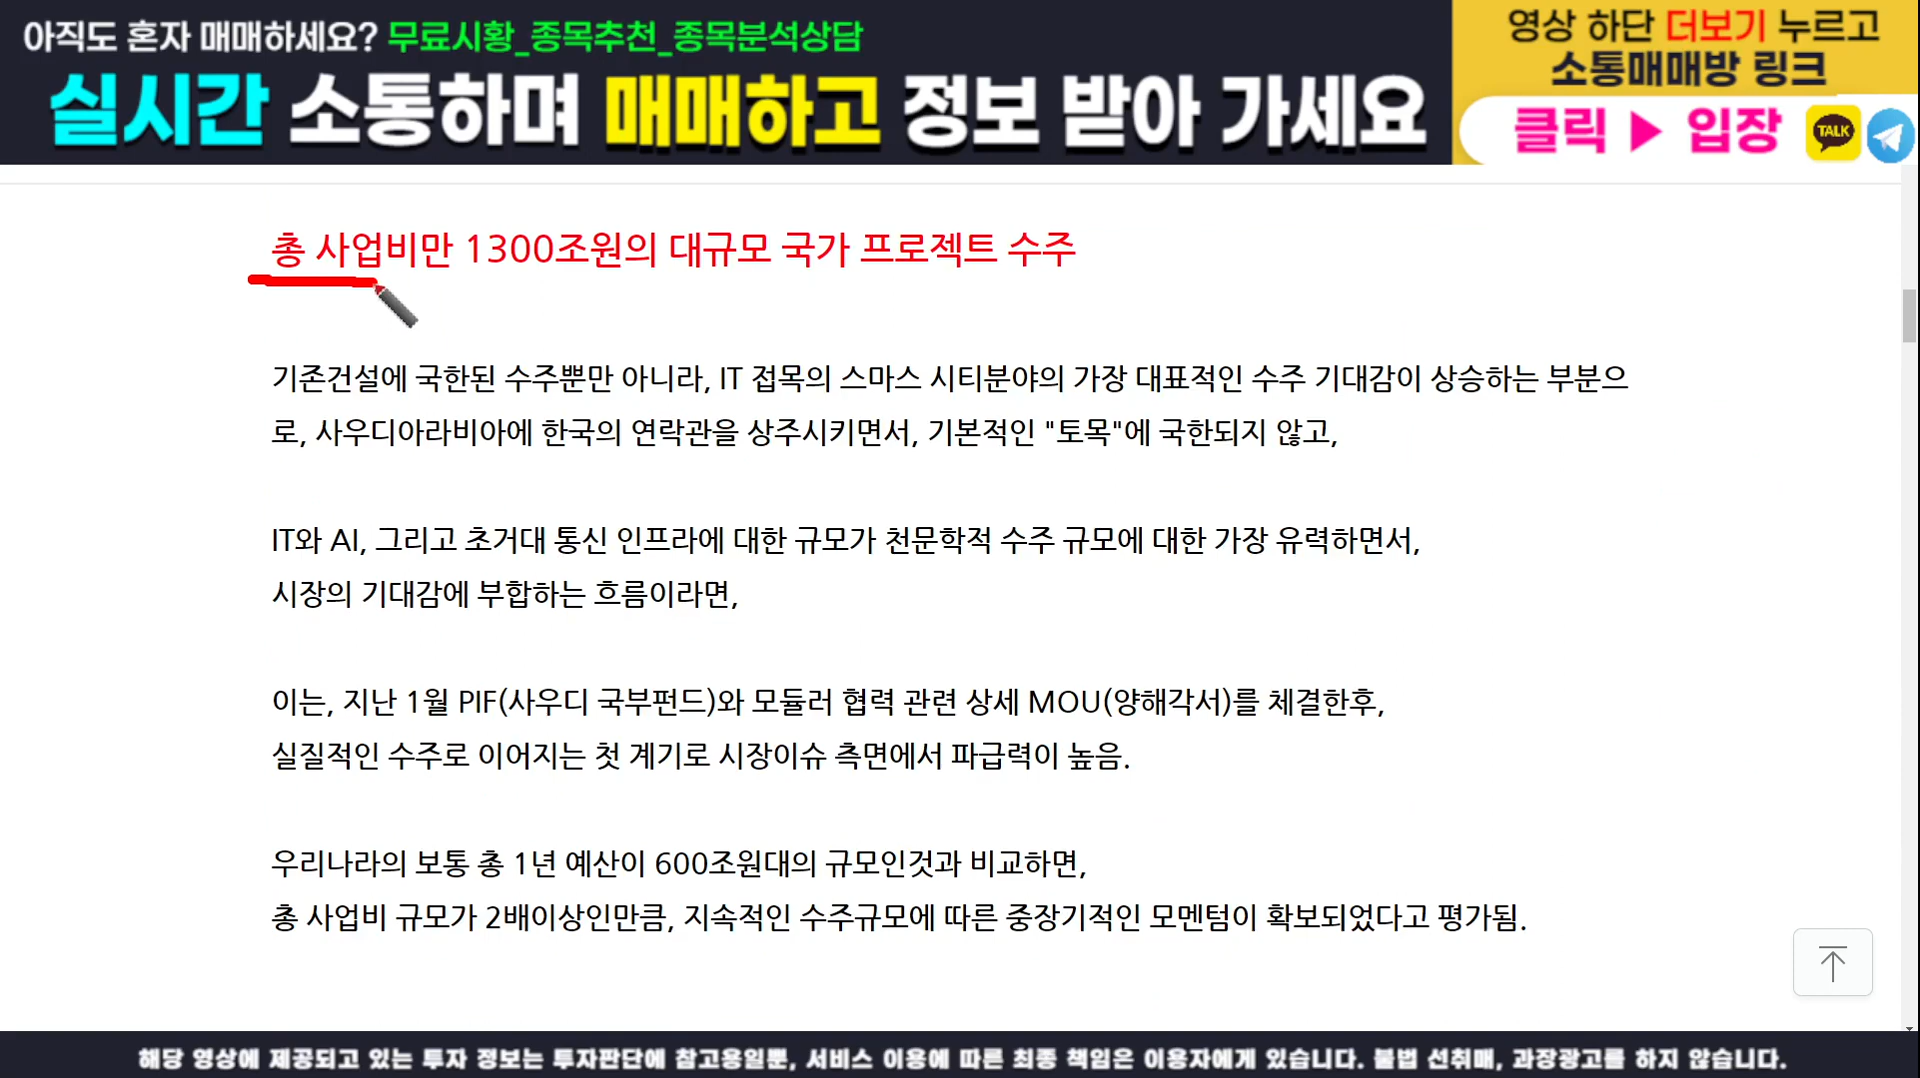 아직도 혼자 매매하세요? 무료시황_종목추천_종목분석상담
실시간 소통하며 매매하고 정보 받아 가세요
영상 하단 더보기 누르고
소통매매방 링크
클릭 ▶ 입장
TALK
총 사업비만 1300조원의 대규모 국가 프로젝트 수주
기존건설에 국한된 수주뿐만 아니라, IT 접목의 스마스 시티분야의 가장 대표적인 수주 기대감이 상승하는 부분으
로, 사우디아라비아에 한국의 연락관을 상주시키면서, 기본적인 "토목"에 국한되지 않고,
IT와 AI, 그리고 초거대 통신 인프라에 대한 규모가 천문학적 수주 규모에 대한 가장 유력하면서,
시장의 기대감에 부합하는 흐름이라면,
이는, 지난 1월 PIF(사우디 국부펀드)와 모듈러 협력 관련 상세 MOU(양해각서)를 체결한후,
실질적인 수주로 이어지는 첫 계기로 시장이슈 측면에서 파급력이 높음.
우리나라의 보통 총 1년 예산이 600조원대의 규모인것과 비교하면,
총 사업비 규모가 2배이상인만큼, 지속적인 수주규모에 따른 중장기적인 모멘텀이 확보되었다고 평가됨.
해당 영상에 제공되고 있는 투자 정보는 투자판단에 참고용일뿐, 서비스 이용에 따른 최종 책임은 이용자에게 있습니다. 불법 선취매, 과장광고를 하지 않습니다.